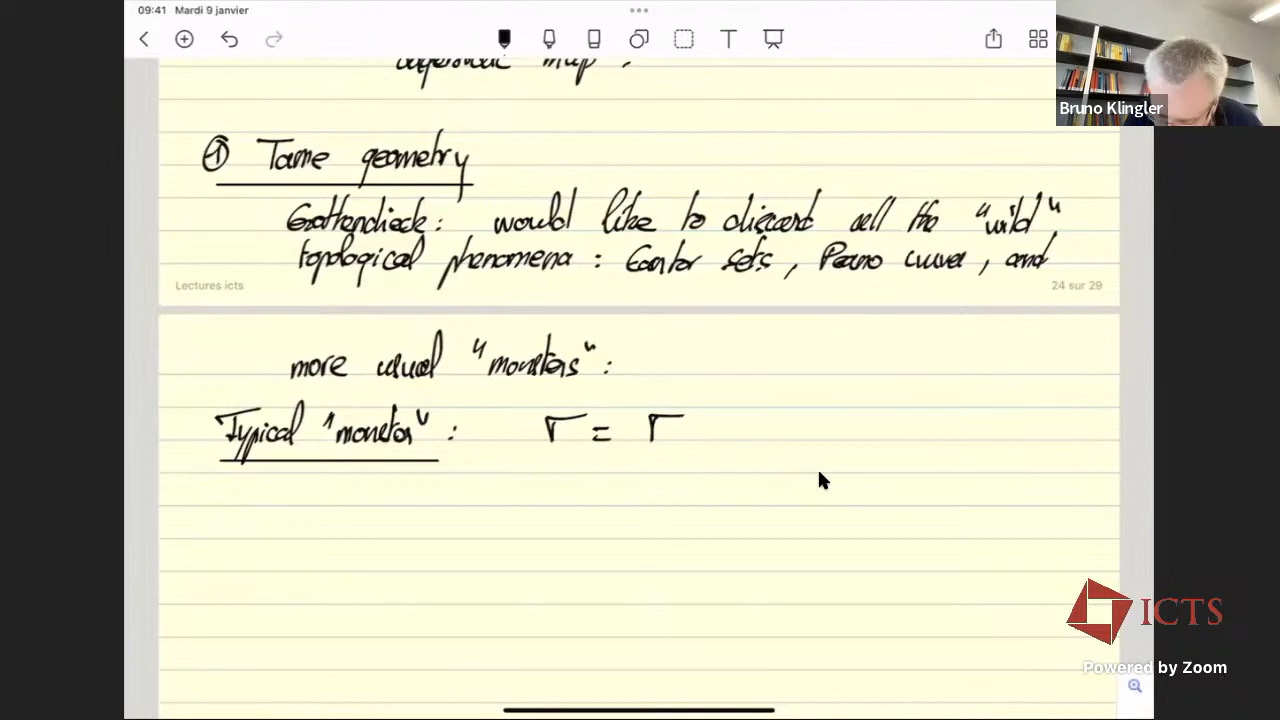 09:41 Mardi 9 janvier
Bruno Klingler
① Tame geometry
Grothendieck: would like to discard all the "wild"
topological phenomena: Cantor sets, Peano curves, and
Lectures icts
24 sur 29
more usual "monsters":
Typical "monster": Γ = Γ
ICTS
Powered by Zoom